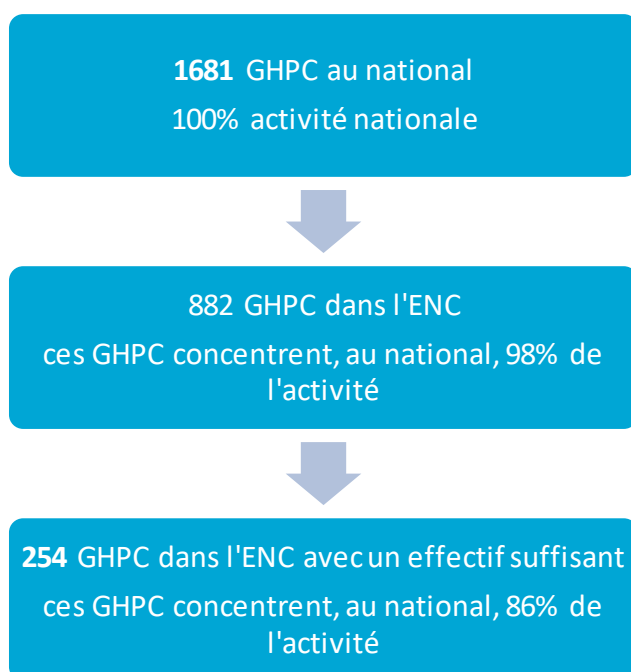 1681 GHPC au national
100% activité nationale
882 GHPC dans l'ENC
ces GHPC concentrent, au national, 98% de
l'activité
254 GHPC dans l'ENC avec un effectif suffisant
ces GHPC concentrent, au national, 86% de
l'activité